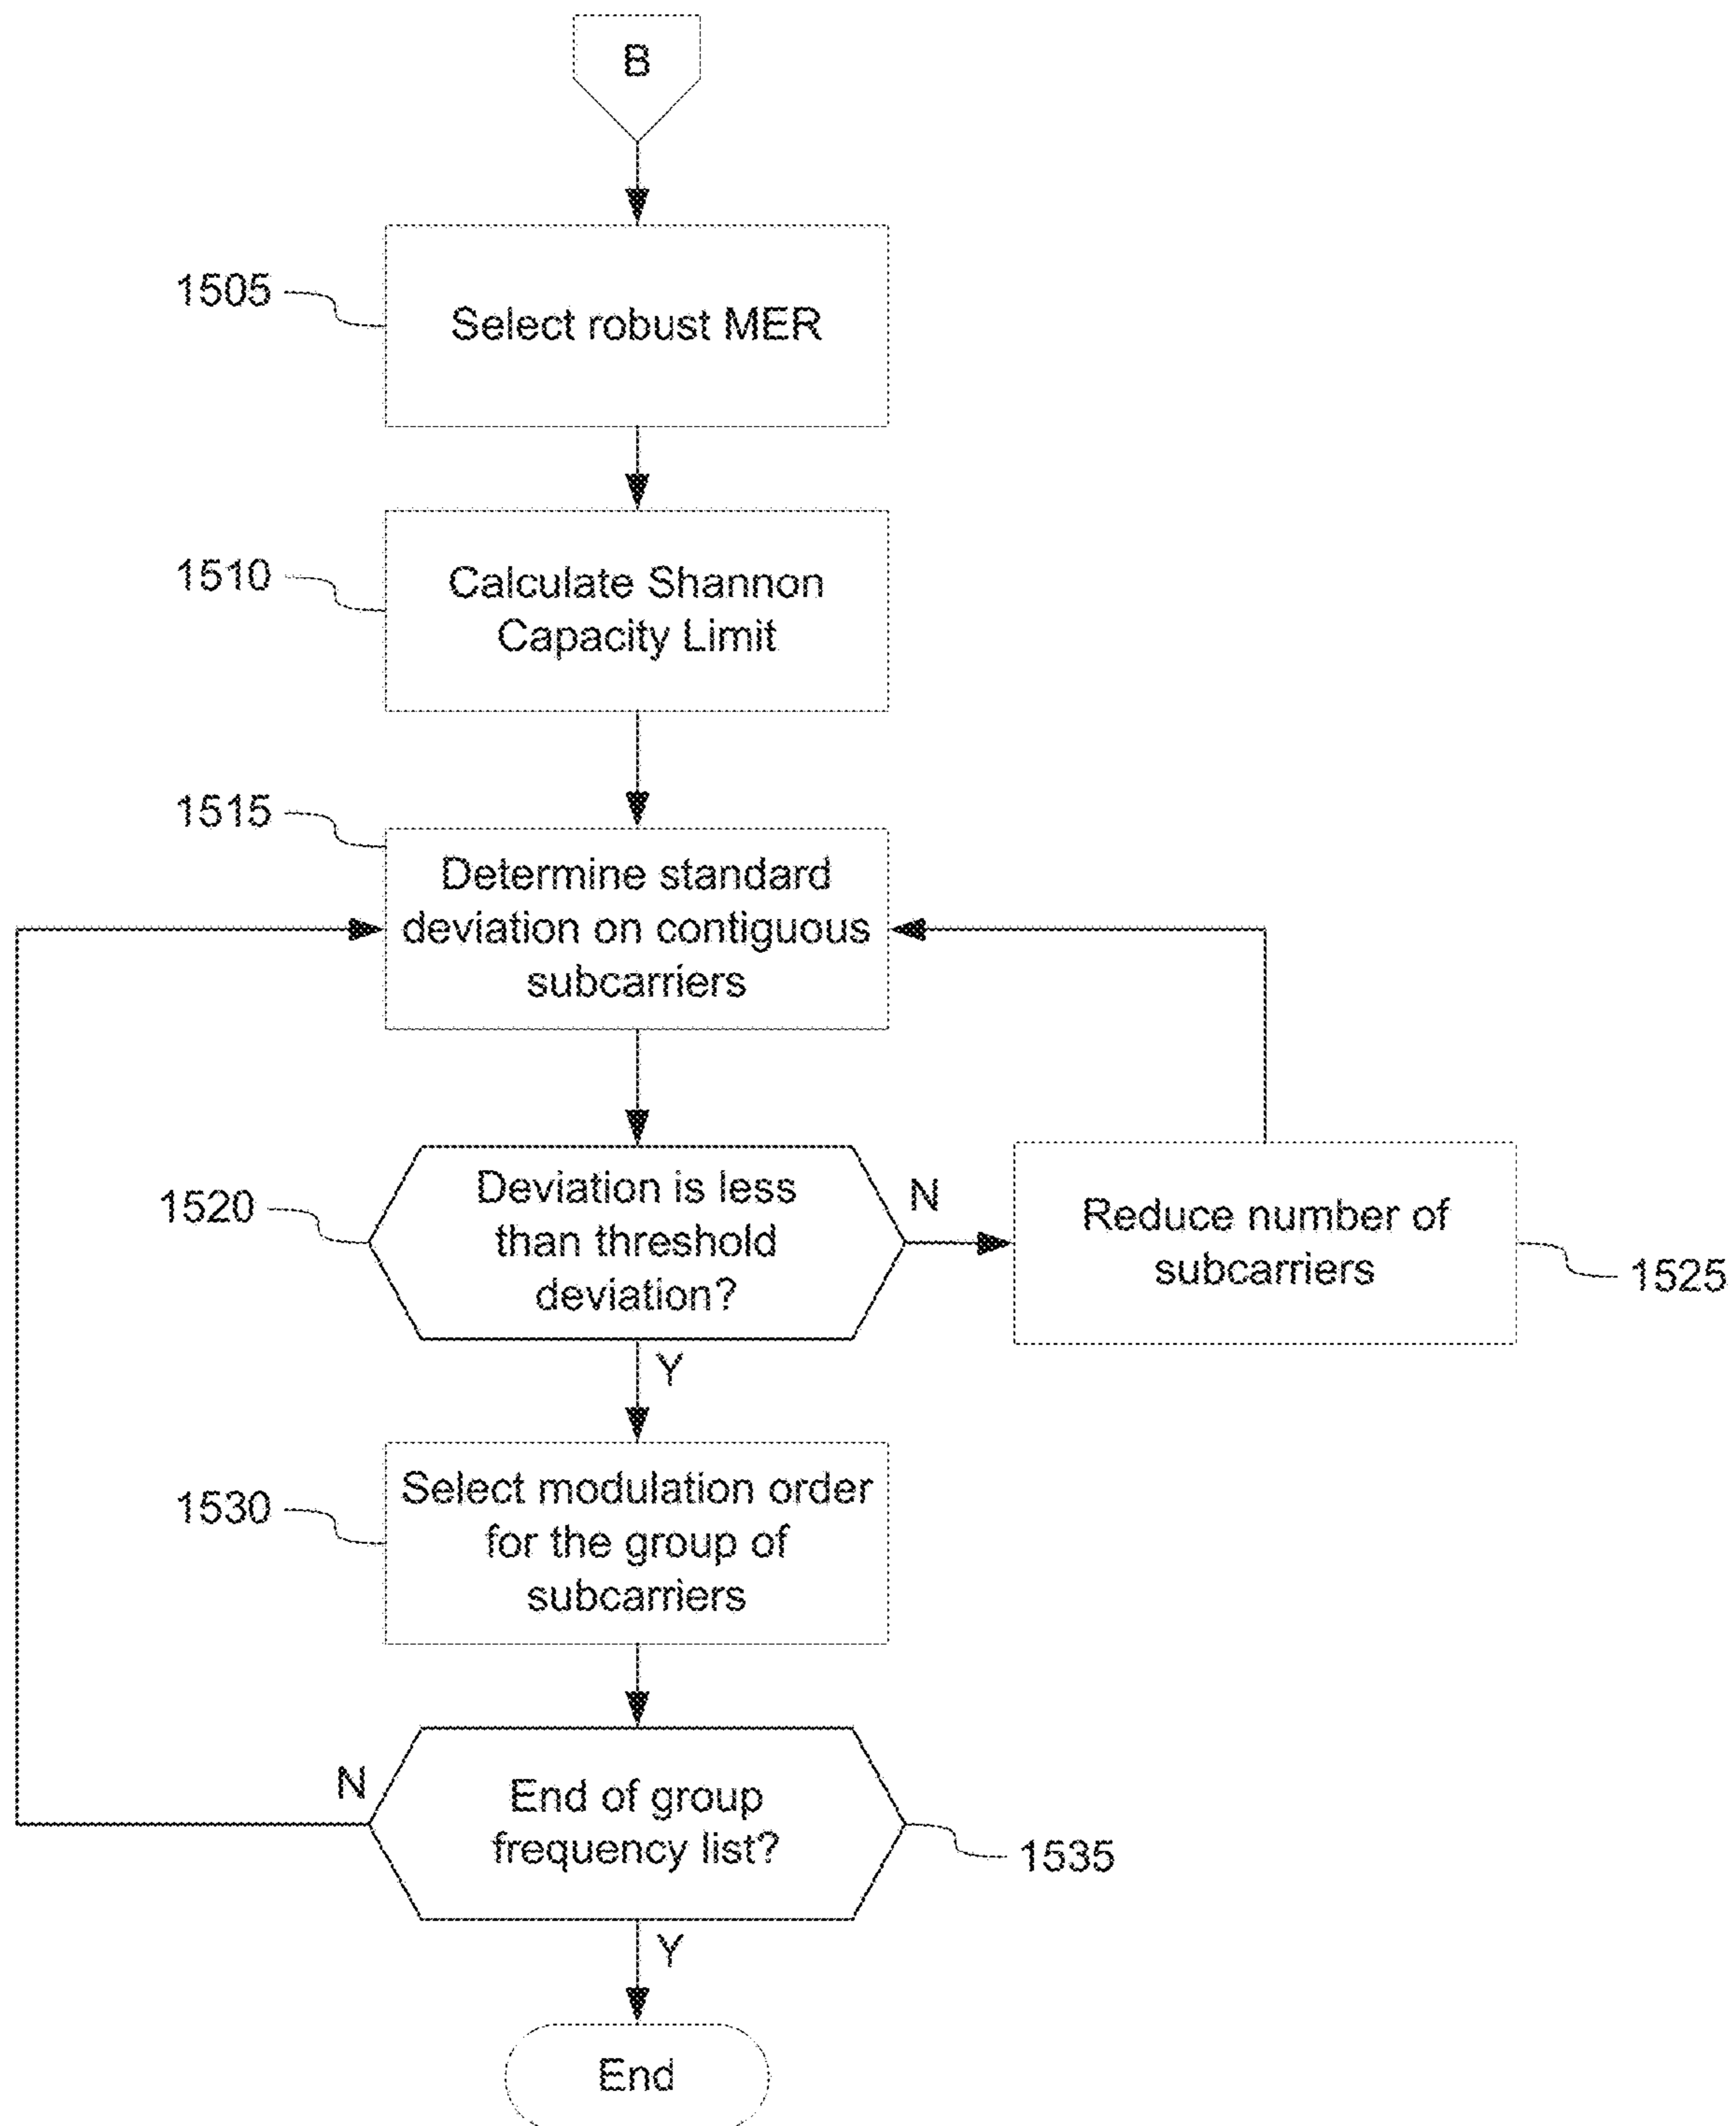 B
1505
Select robust MER
1510
Calculate Shannon
Capacity Limit
1515
Determine standard
deviation on contiguous
subcarriers
1520
Deviation is less
than threshold
deviation?
N
Reduce number of
subcarriers
1525
Y
1530
Select modulation order
for the group of
subcarriers
N
End of group
frequency list?
1535
Y
End